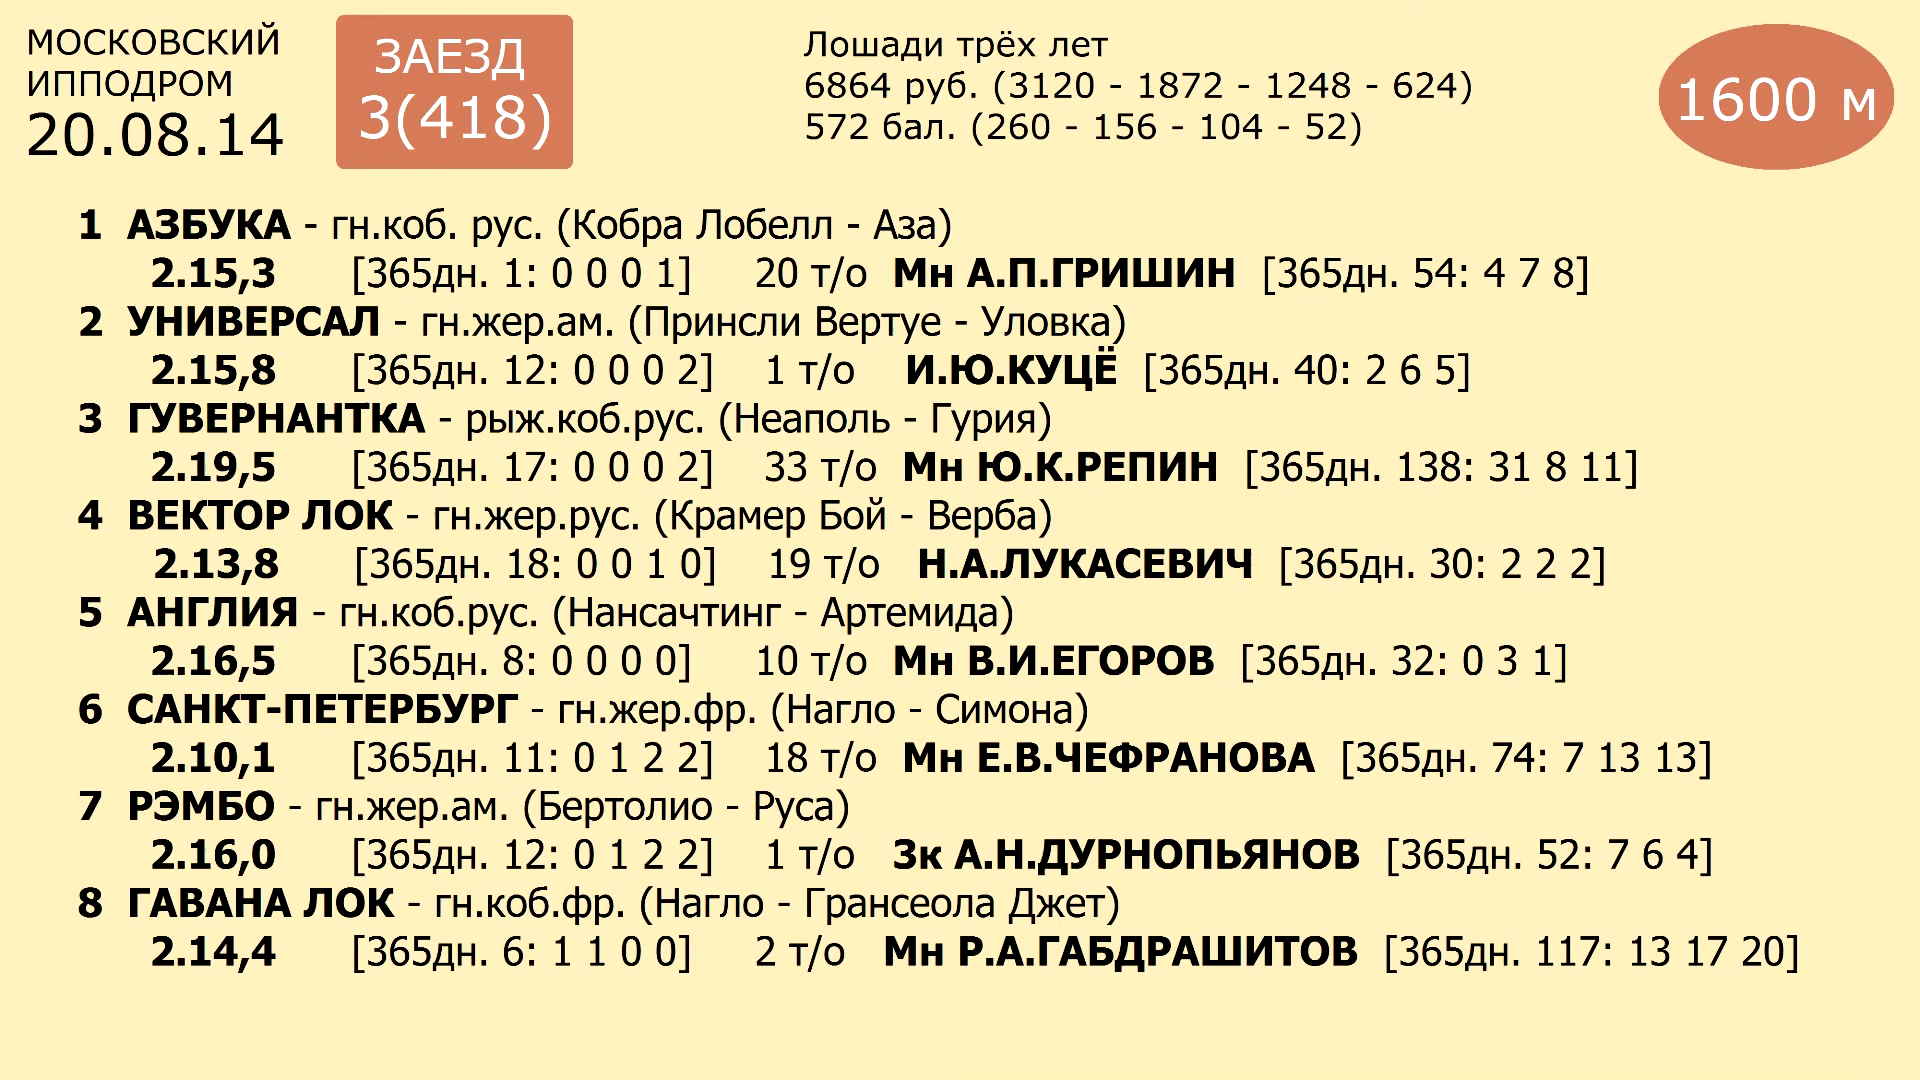 МОСКОВСКИЙ
ИППОДРОМ
20.08.14
ЗАЕЗД
3(418)
Лошади трёх лет
6864 руб. (3120 - 1872 - 1248 - 624)
572 бал. (260 - 156 - 104 - 52)
1600 м
1 АЗБУКА - гн.коб. рус. (Кобра Лобелл - Аза)
2.15,3 [365дн. 1: 0 0 0 1] 20 т/о Мн А.П.ГРИШИН [365дн. 54: 4 7 8]
2 УНИВЕРСАЛ - гн.жер.ам. (Принсли Вертуе - Уловка)
2.15,8 [365дн. 12: 0 0 0 2] 1 т/о И.Ю.КУЦЁ [365дн. 40: 2 6 5]
3 ГУВЕРНАНТКА - рыж.коб.рус. (Неаполь - Гурия)
2.19,5 [365дн. 17: 0 0 0 2] 33 т/о Мн Ю.К.РЕПИН [365дн. 138: 31 8 11]
4 ВЕКТОР ЛОК - гн.жер.рус. (Крамер Бой - Верба)
2.13,8 [365дн. 18: 0 0 1 0] 19 т/о Н.А.ЛУКАСЕВИЧ [365дн. 30: 2 2 2]
5 АНГЛИЯ - гн.коб.рус. (Нансачтинг - Артемида)
2.16,5 [365дн. 8: 0 0 0 0] 10 т/о Мн В.И.ЕГОРОВ [365дн. 32: 0 3 1]
6 САНКТ-ПЕТЕРБУРГ - гн.жер.фр. (Нагло - Симона)
2.10,1 [365дн. 11: 0 1 2 2] 18 т/о Мн Е.В.ЧЕФРАНОВА [365дн. 74: 7 13 13]
7 РЭМБО - гн.жер.ам. (Бертолио - Руса)
2.16,0 [365дн. 12: 0 1 2 2] 1 т/о 3к А.Н.ДУРНОПЬЯНОВ [365дн. 52: 7 6 4]
8 ГАВАНА ЛОК - гн.коб.фр. (Нагло - Грансеола Джет)
2.14,4 [365дн. 6: 1 1 0 0] 2 т/о Мн Р.А.ГАБДРАШИТОВ [365дн. 117: 13 17 20]